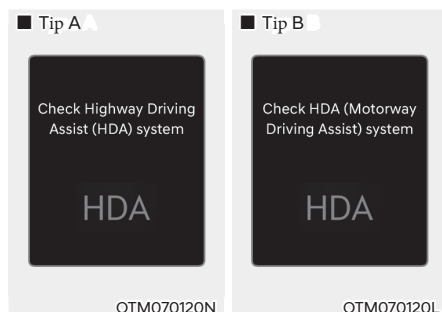 ■ Tip A
Check Highway Driving
Assist (HDA) system
HDA
OTM070120N
■ Tip B
Check HDA (Motorway
Driving Assist) system
HDA
OTM070120L